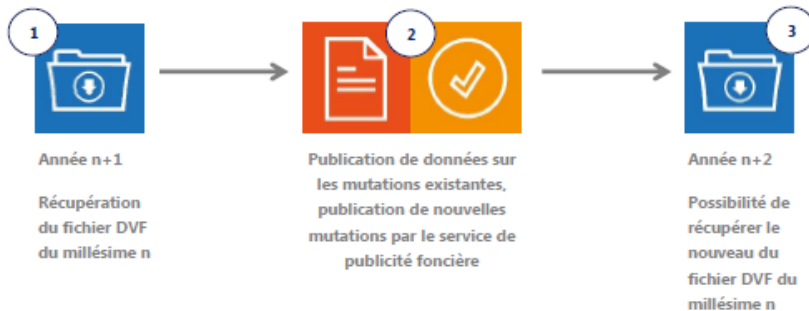 1
Année n+1
Récupération
du fichier DVF
du millésime n
2
Publication de données sur
les mutations existantes,
publication de nouvelles
mutations par le service de
publicité foncière
3
Année n+2
Possibilité de
récupérer le
nouveau du
fichier DVF du
millésime n